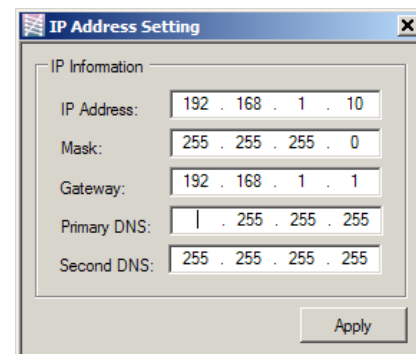 IP Address Setting
IP Information
IP Address: 192 . 168 . 1 . 10
Mask: 255 . 255 . 255 . 0
Gateway: 192 . 168 . 1 . 1
Primary DNS: . 255 . 255 . 255
Second DNS: 255 . 255 . 255 . 255
Apply